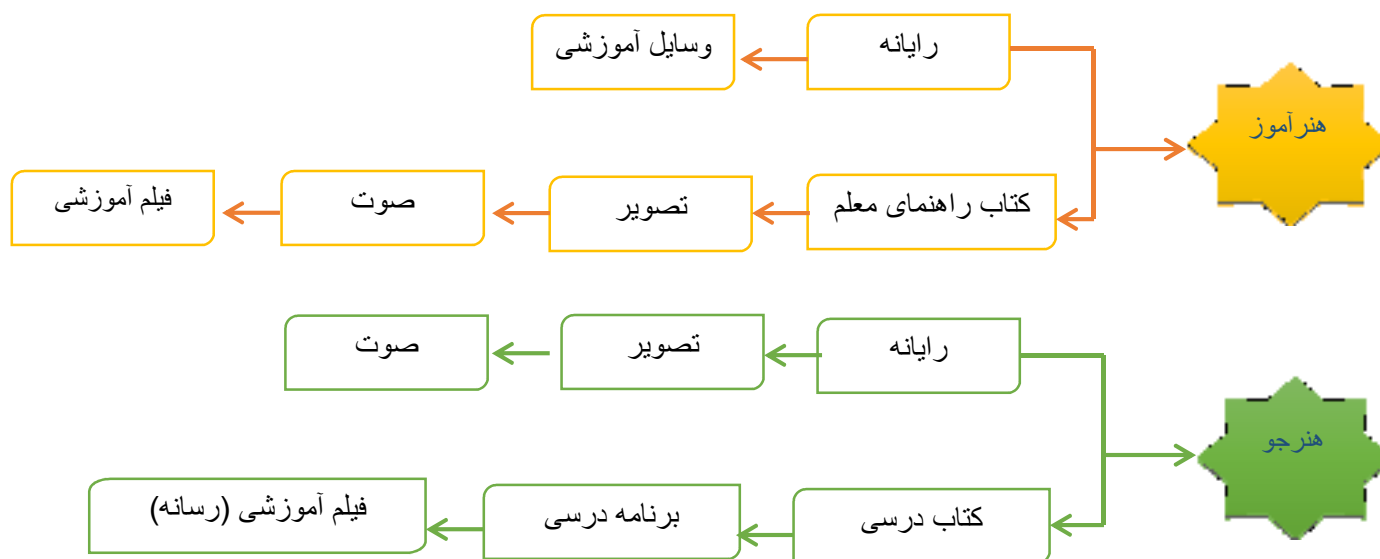 هنرآموز
رایانه
وسایل آموزشی
کتاب راهنمای معلم
تصویر
صوت
فیلم آموزشی
هنرجو
رایانه
تصویر
صوت
کتاب درسی
برنامه درسی
فیلم آموزشی (رسانه)